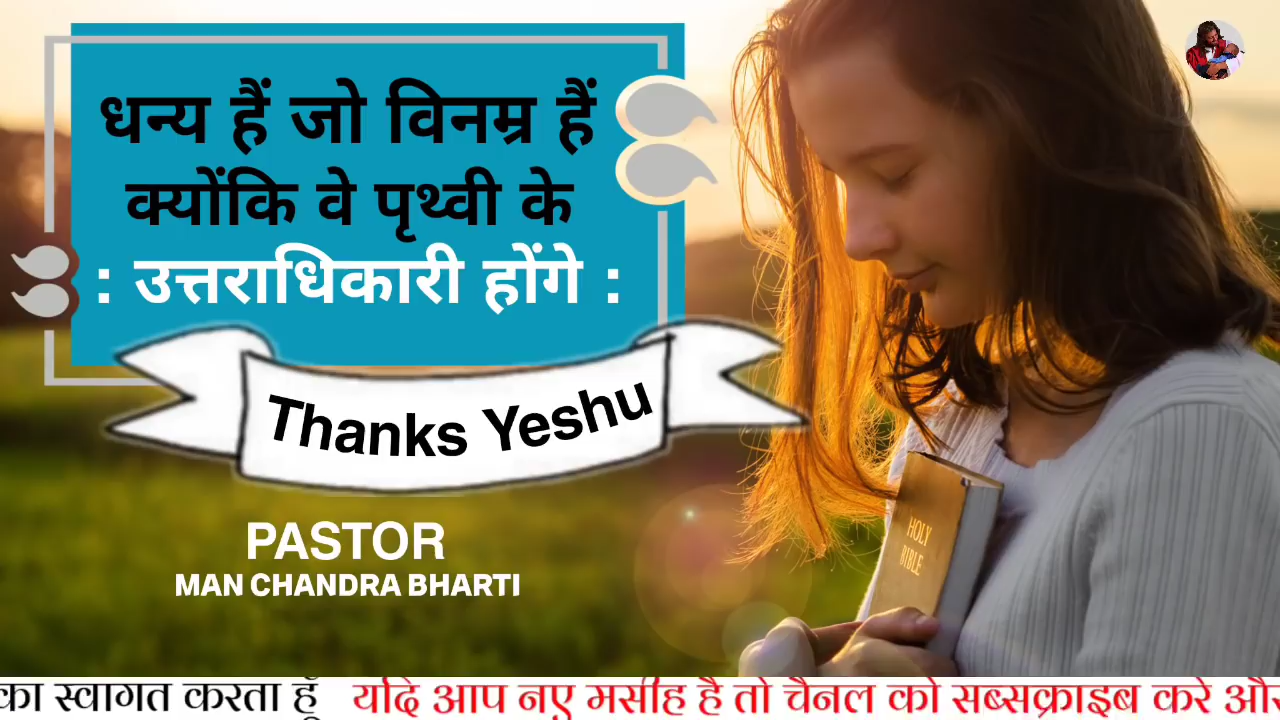 धन्य हैं जो विनम्र हैं
क्योंकि वे पृथ्वी के
: उत्तराधिकारी होंगे :
Thanks Yeshu
PASTOR
MAN CHANDRA BHARTI
HOLY
BIBLE
का स्वागत करता हूँ यदि आप नए मसीह है तो चैनल को सब्सक्राइब करे और